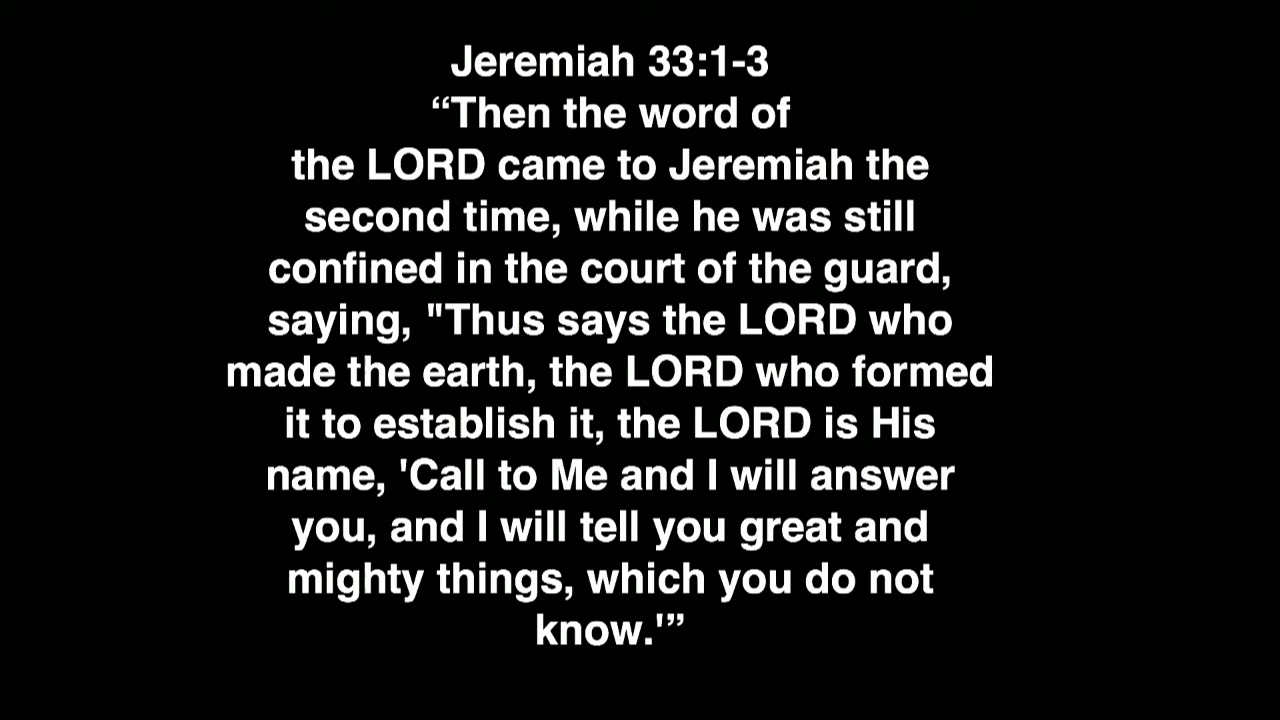 Jeremiah 33:1-3
“Then the word of
the LORD came to Jeremiah the
second time, while he was still
confined in the court of the guard,
saying, "Thus says the LORD who
made the earth, the LORD who formed
it to establish it, the LORD is His
name, 'Call to Me and I will answer
you, and I will tell you great and
mighty things, which you do not
know.'”